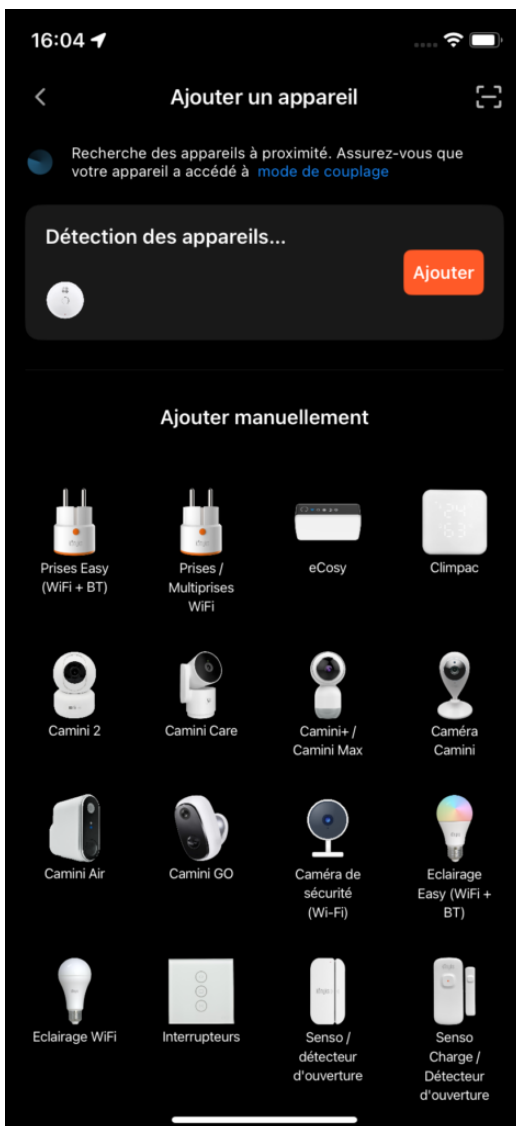 16:04
Ajouter un appareil
Recherche des appareils à proximité. Assurez-vous que
votre appareil a accédé à mode de couplage
Détection des appareils...
Ajouter
Ajouter manuellement
Prises Easy
(WiFi + BT)
Prises /
Multiprises
WiFi
eCosy
Climpac
Camini 2
Camini Care
Camini+ /
Camini Max
Caméra
Camini
Camini Air
Camini GO
Caméra de
sécurité
(Wi-Fi)
Eclairage
Easy (WiFi +
BT)
Eclairage WiFi
Interrupteurs
Senso /
détecteur
d'ouverture
Senso
Charge /
Détecteur
d'ouverture